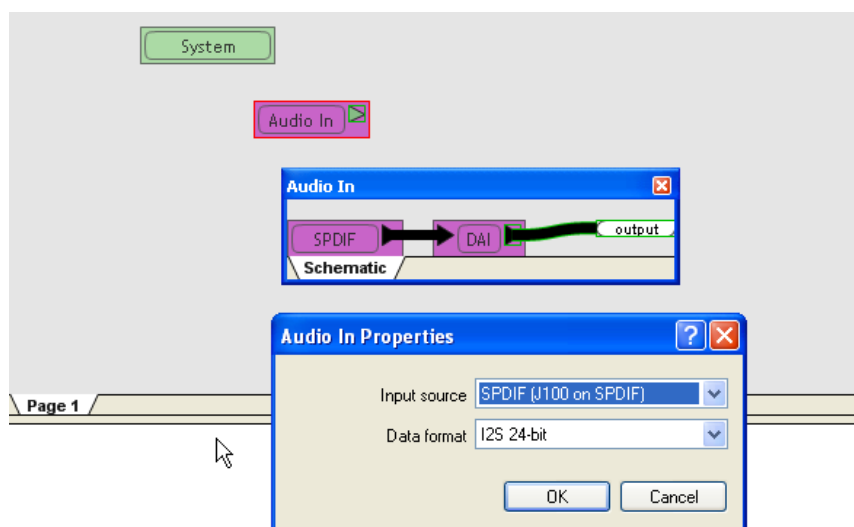 System
Audio In
Audio In
SPDIF
DAI
output
Schematic
Audio In Properties
Input source SPDIF (J100 on SPDIF)
Page 1
Data format I2S 24-bit
OK Cancel